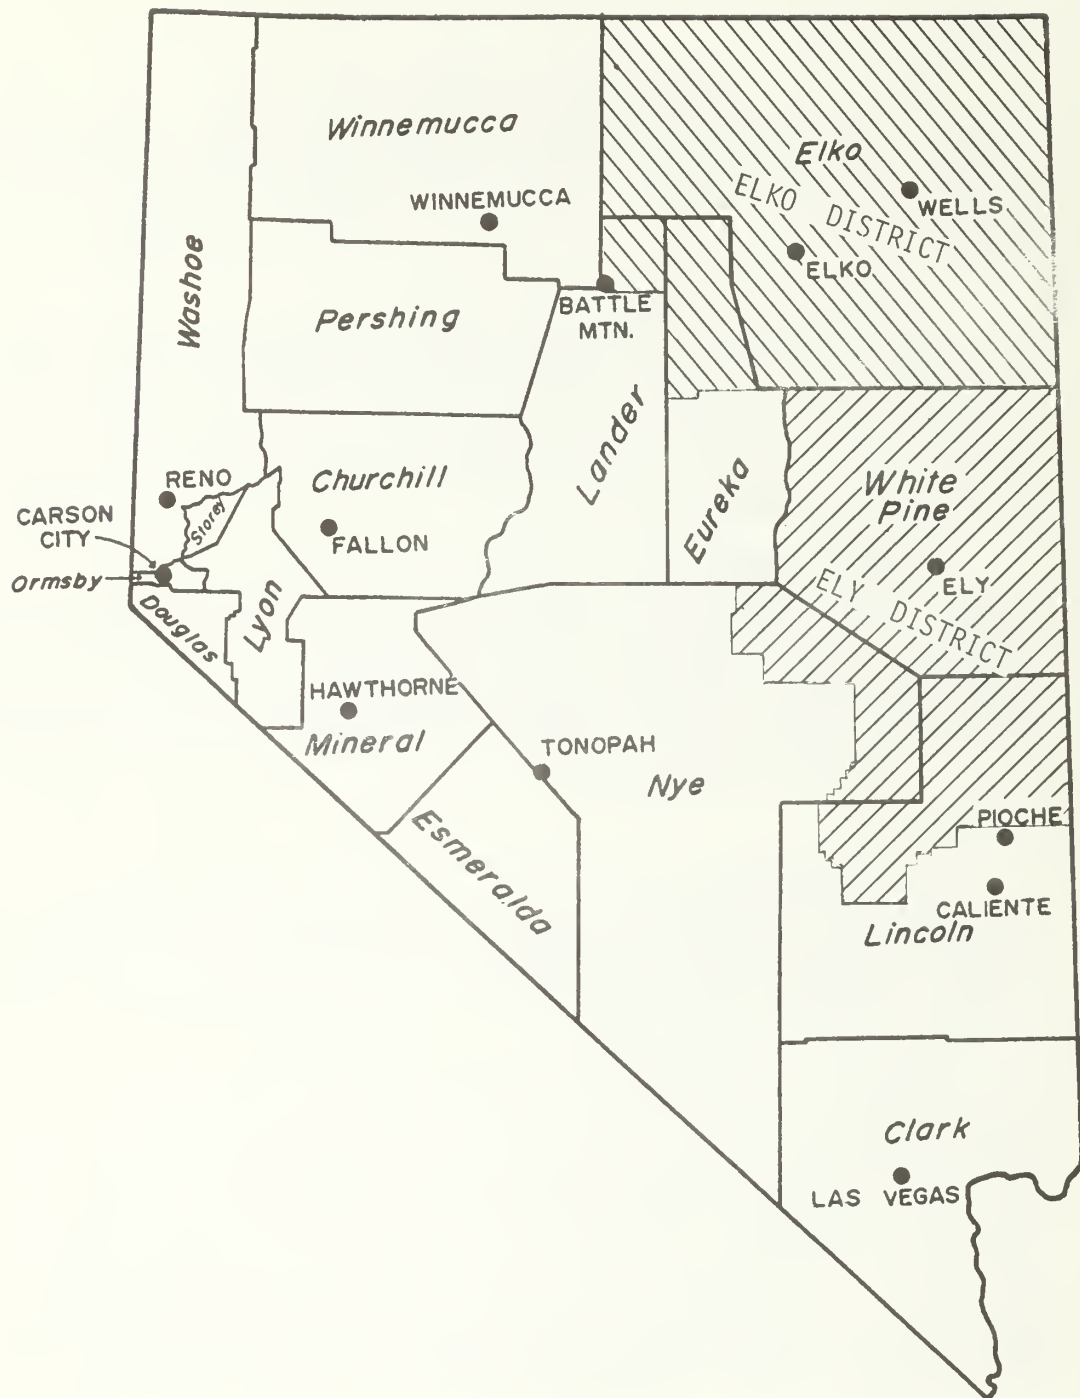 Winnemucca
WINNEMUCCA
Elko
ELKO DISTRICT
WELLS
ELKO
Washoe
Pershing
BATTLE
MTN.
Lander
Eureka
RENO
Storey
Churchill
FALLON
White
Pine
ELY
ELY DISTRICT
CARSON
CITY
Ormsby
Douglas
Lyon
HAWTHORNE
Mineral
TONOPAH
Nye
Esmeralda
PIOCHE
CALIENTE
Lincoln
Clark
LAS VEGAS